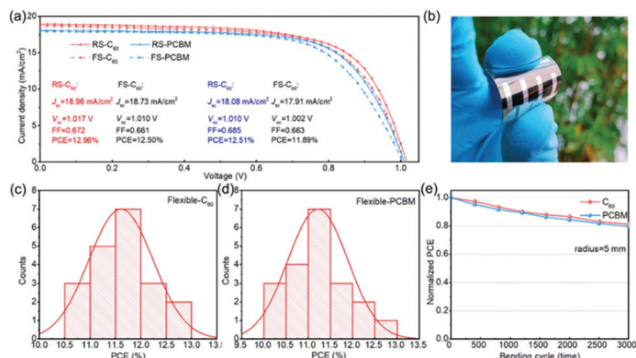 (a)
Current density (mA/cm²)
20
15
10
5
0
RS-C₆₀
RS-PCBM
FS-C₆₀
FS-PCBM
RS-C₆₀:
FS-C₆₀:
RS-C₆₀:
FS-C₆₀:
Jsc=18.96 mA/cm²
Jsc=18.73 mA/cm²
Jsc=18.08 mA/cm²
Jsc=17.91 mA/cm²
Voc=1.017 V
Voc=1.010 V
Voc=1.010 V
Voc=1.002 V
FF=0.672
FF=0.661
FF=0.685
FF=0.663
PCE=12.96%
PCE=12.50%
PCE=12.51%
PCE=11.89%
0.0 0.2 0.4 0.6 0.8 1.0
Voltage (V)
(b)
(c)
Flexible-C₆₀
Counts
8
7
6
5
4
3
2
1
0
10.0 10.5 11.0 11.5 12.0 12.5 13.0 13.5
PCE (%)
(d)
Flexible-PCBM
Counts
8
7
6
5
4
3
2
1
0
9.5 10.0 10.5 11.0 11.5 12.0 12.5 13.0 13.5
PCE (%)
(e)
C₆₀
PCBM
radius=5 mm
Normalized PCE
1.0
0.8
0.6
0.4
0.2
0.0
0 500 1000 1500 2000 2500 3000
Bending cycle (time)